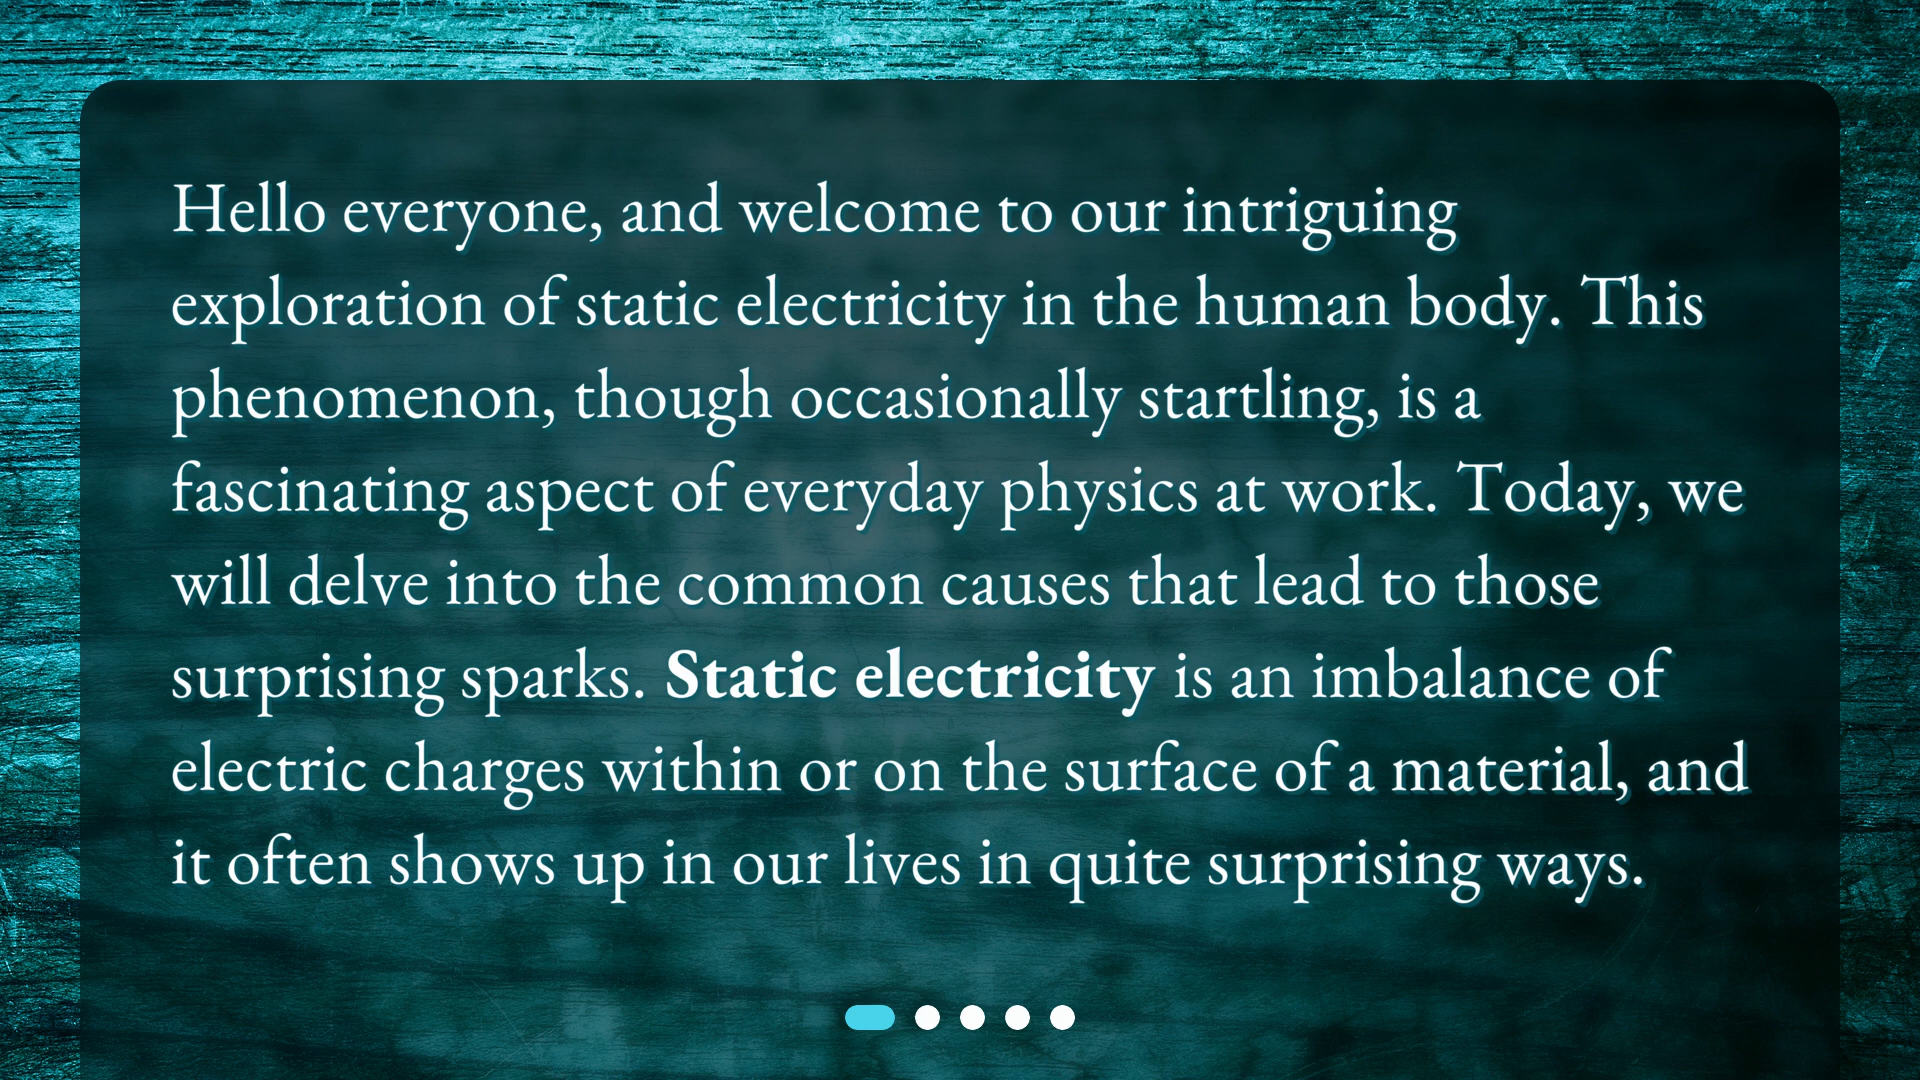 Hello everyone, and welcome to our intriguing
exploration of static electricity in the human body. This
phenomenon, though occasionally startling, is a
fascinating aspect of everyday physics at work. Today, we
will delve into the common causes that lead to those
surprising sparks. Static electricity is an imbalance of
electric charges within or on the surface of a material, and
it often shows up in our lives in quite surprising ways.